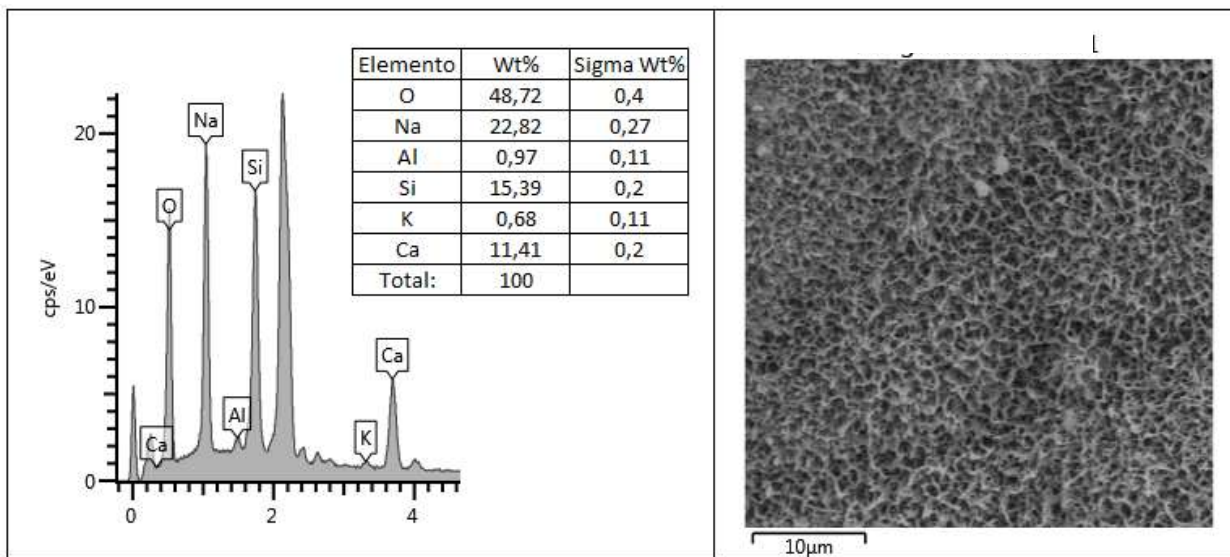 Elemento Wt% Sigma Wt%
O 48,72 0,4
Na 22,82 0,27
Al 0,97 0,11
Si 15,39 0,2
K 0,68 0,11
Ca 11,41 0,2
Total: 100
20
10
0
cps/eV
Ca
O
Na
Al
Si
K
Ca
0 2 4
10µm